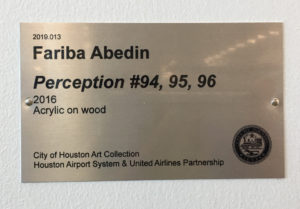 2019.013
Fariba Abedin
Perception #94, 95, 96
2016
Acrylic on wood
City of Houston Art Collection
Houston Airport System & United Airlines Partnership